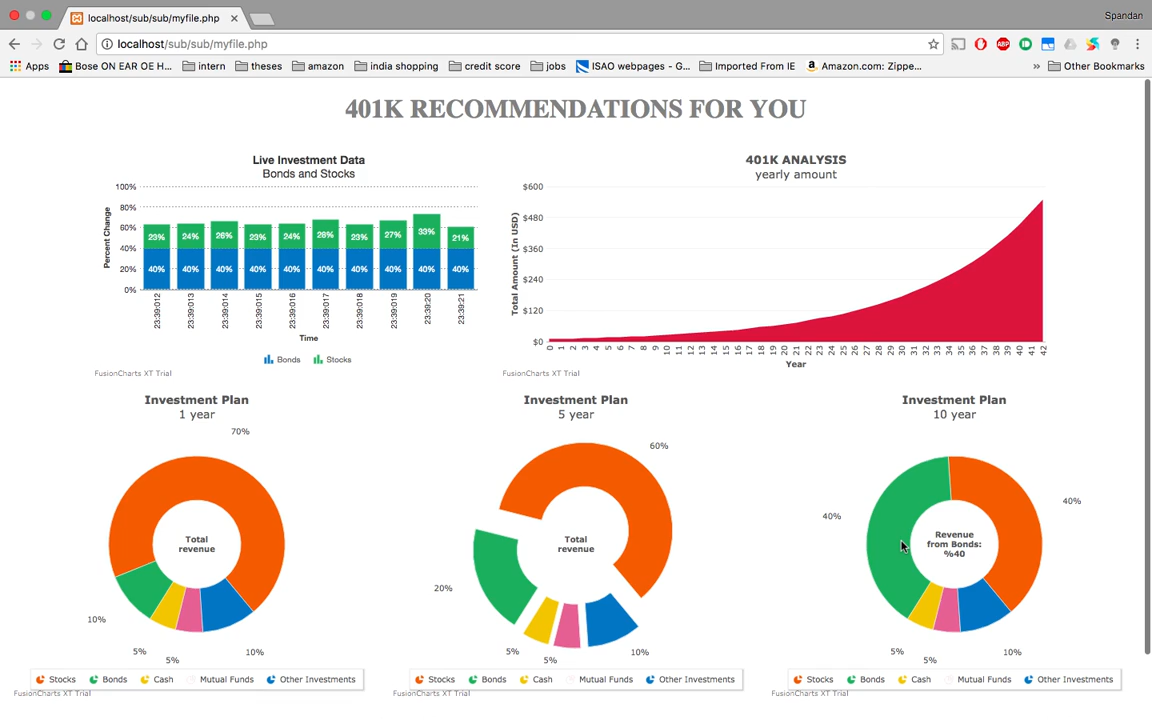 localhost/sub/sub/myfile.php
Spandan
localhost/sub/sub/myfile.php
Apps Bose ON EAR OE H... intern theses amazon india shopping credit score jobs ISAO webpages - G... Imported From IE Amazon.com: Zippe... » Other Bookmarks
401K RECOMMENDATIONS FOR YOU
Live Investment Data
Bonds and Stocks
Percent Change
100%
80%
60%
40%
20%
0%
23% 24% 26% 23% 24% 28% 23% 27% 33% 21%
40% 40% 40% 40% 40% 40% 40% 40% 40% 40%
23:39:012 23:39:013 23:39:014 23:39:015 23:39:016 23:39:017 23:39:018 23:39:019 23:39:20 23:39:21
Time
Bonds Stocks
FusionCharts XT Trial
401K ANALYSIS
yearly amount
Total Amount (In USD)
$600
$480
$360
$240
$120
$0
0 1 2 3 4 5 6 7 8 9 10 11 12 13 14 15 16 17 18 19 20 21 22 23 24 25 26 27 28 29 30 31 32 33 34 35 36 37 38 39 40 41 42
Year
FusionCharts XT Trial
Investment Plan
1 year
70%
Total
revenue
10%
5%
5%
10%
Stocks Bonds Cash Mutual Funds Other Investments
FusionCharts XT Trial
Investment Plan
5 year
60%
Total
revenue
20%
5%
5%
10%
Stocks Bonds Cash Mutual Funds Other Investments
FusionCharts XT Trial
Investment Plan
10 year
40%
40%
Revenue
from Bonds:
%40
5%
5%
10%
Stocks Bonds Cash Mutual Funds Other Investments
FusionCharts XT Trial